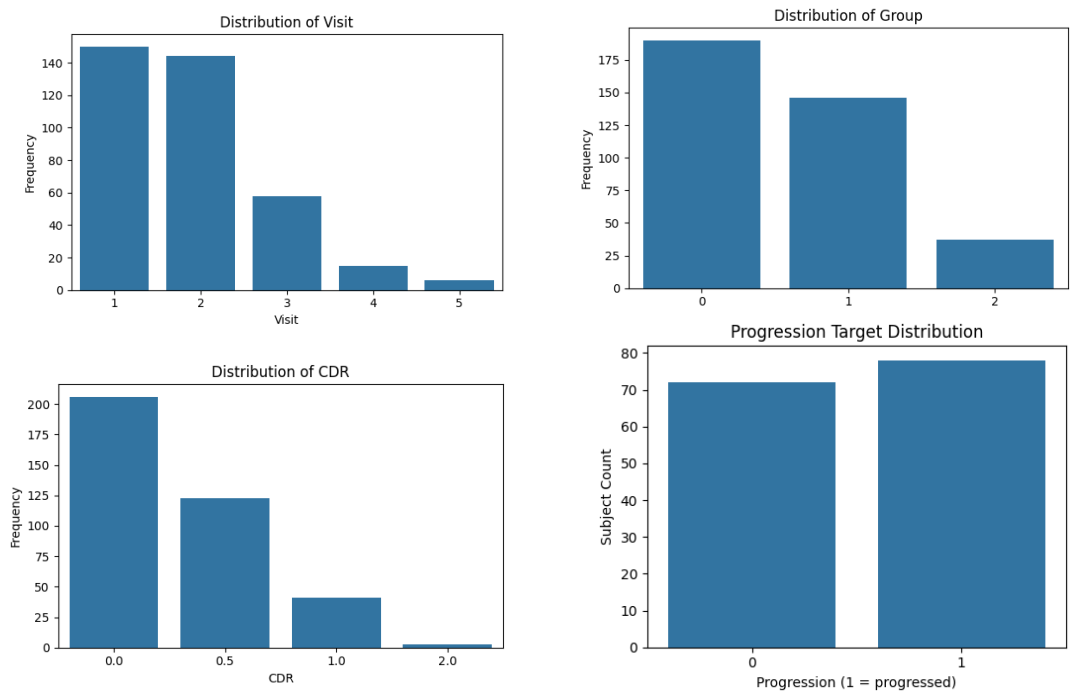 Distribution of Visit
Frequency
140
120
100
80
60
40
20
0
1 2 3 4 5
Visit
Distribution of Group
Frequency
175
150
125
100
75
50
25
0
0 1 2
Distribution of CDR
Frequency
200
175
150
125
100
75
50
25
0
0.0 0.5 1.0 2.0
CDR
Progression Target Distribution
Subject Count
80
70
60
50
40
30
20
10
0
0 1
Progression (1 = progressed)